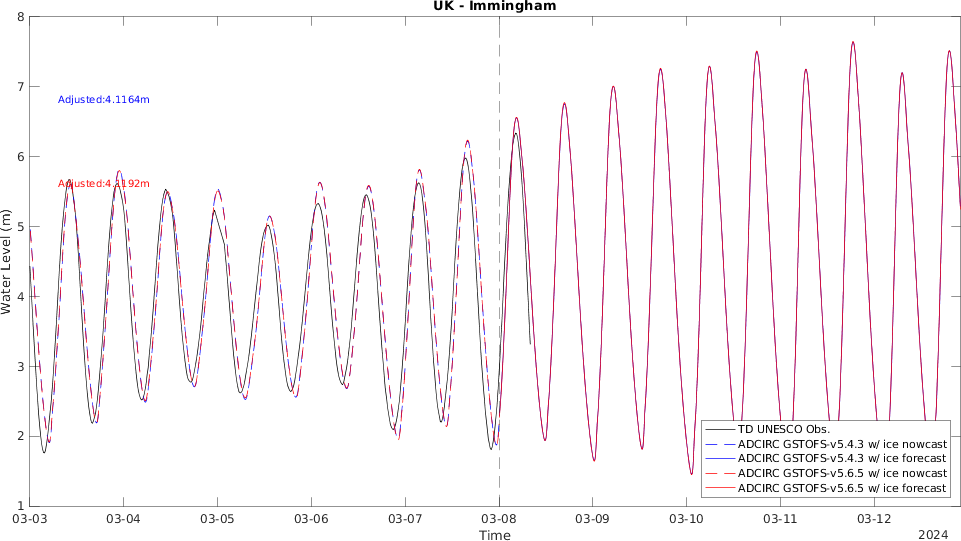 UK - Immingham
8
7
6
5
4
3
2
1
Water Level (m)
Adjusted:4.1164m
Adjusted:4.1192m
TD UNESCO Obs.
ADCIRC GSTOFS-v5.4.3 w/ ice nowcast
ADCIRC GSTOFS-v5.4.3 w/ ice forecast
ADCIRC GSTOFS-v5.6.5 w/ ice nowcast
ADCIRC GSTOFS-v5.6.5 w/ ice forecast
03-03 03-04 03-05 03-06 03-07 03-08 03-09 03-10 03-11 03-12
Time
2024